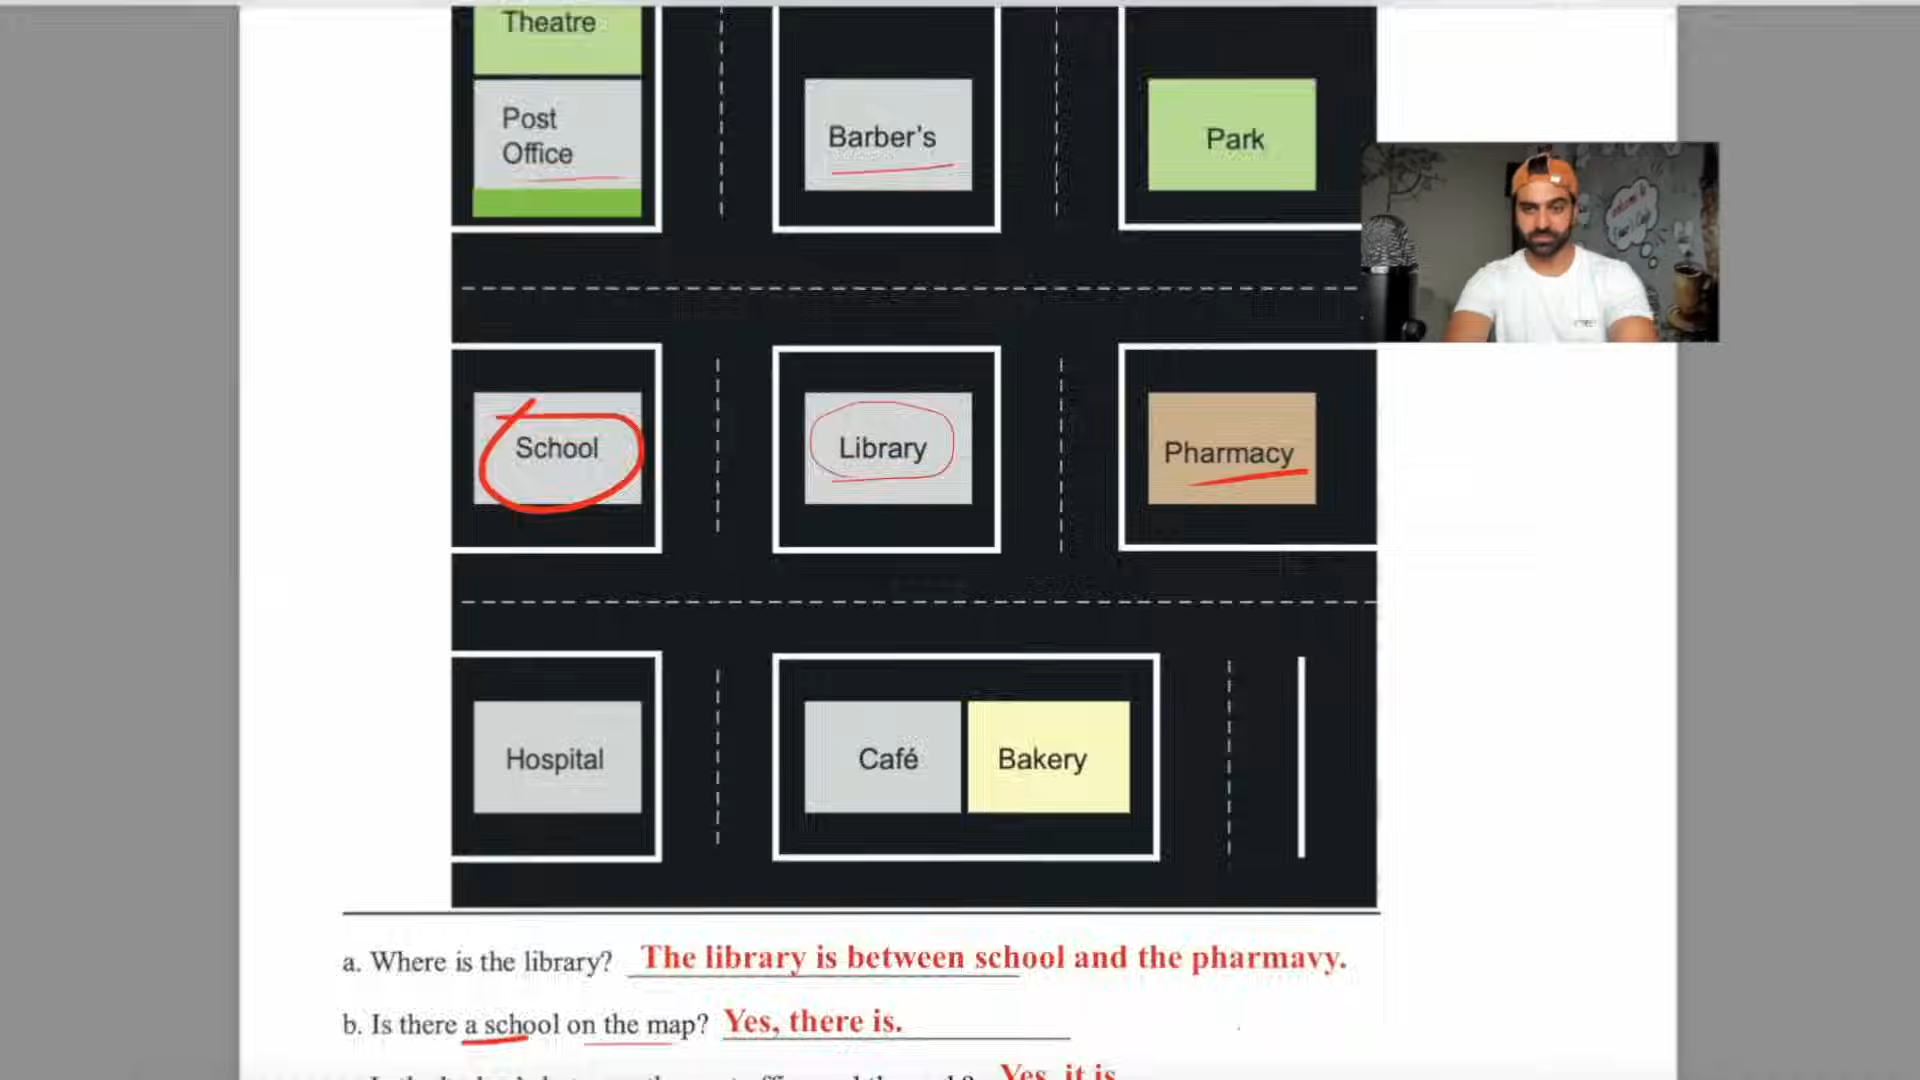 Theatre
Post
Office
Barber's
Park
School
Library
Pharmacy
Hospital
Café
Bakery
a. Where is the library? The library is between school and the pharmavy.
b. Is there a school on the map? Yes, there is.
Yes, it is